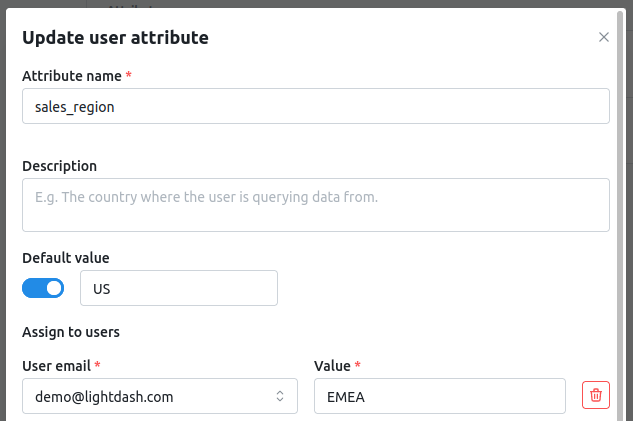 Update user attribute
Attribute name *
sales_region
Description
E.g. The country where the user is querying data from.
Default value
US
Assign to users
User email * Value *
demo@lightdash.com EMEA